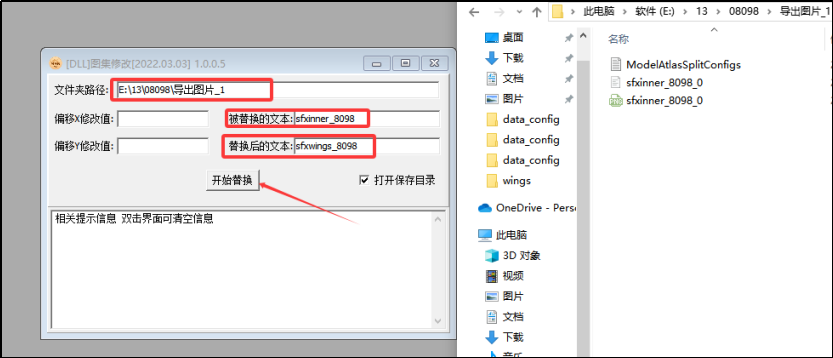 [DLL]图集修改[2022.03.03] 1.0.0.5
文件夹路径: E:\13\08098\导出图片_1
偏移X修改值: 被替换的文本: sfxinner_8098
偏移Y修改值: 替换后的文本: sfxwings_8098
开始替换 打开保存目录
相关提示信息 双击界面可清空信息
此电脑 > 软件 (E:) > 13 > 08098 > 导出图片_1
桌面
下载
文档
图片
data_config
data_config
data_config
wings
OneDrive - Perso
此电脑
3D 对象
视频
图片
文档
下载
音乐
名称
ModelAtlasSplitConfigs
sfxinner_8098_0
sfxinner_8098_0